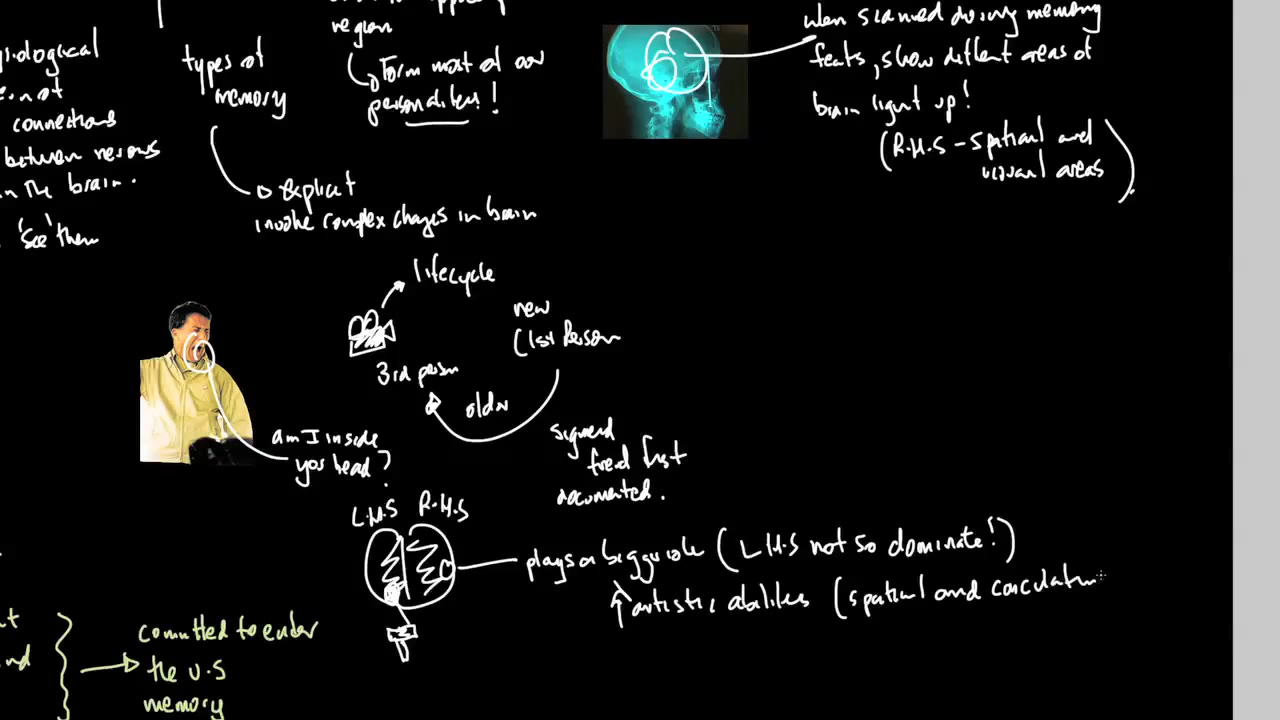 region
Form most of our
personalities!
when scanned doing memory
feats, show diffent areas of
brain light up!
(R.H.S - Spatial and
visual areas)
types of
memory
explicit
involve complex changes in brain
connections
between
in the brain.
'See' them
lifecycle
3rd person
new
(1st Person
older
sigmund
freud first
documented.
am I inside
your head?
L.H.S R.H.S
plays a bigger role (L.H.S not so dominate!)
↑ artistic abilities (spatial and
committed to enter
the U.S
memory